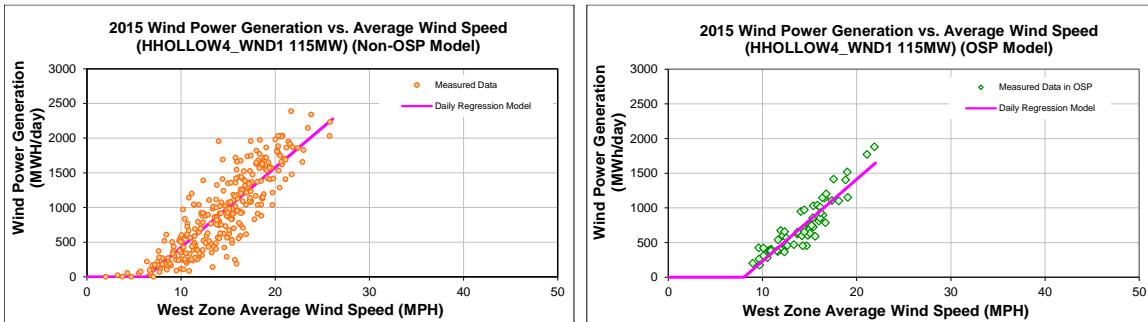 2015 Wind Power Generation vs. Average Wind Speed
(HHOLLOW4_WND1 115MW) (Non-OSP Model)
Wind Power Generation
(MWH/day)
3000
2500
2000
1500
1000
500
0
Measured Data
Daily Regression Model
0 10 20 30 40 50
West Zone Average Wind Speed (MPH)
2015 Wind Power Generation vs. Average Wind Speed
(HHOLLOW4_WND1 115MW) (OSP Model)
Wind Power Generation
(MWh/day)
3000
2500
2000
1500
1000
500
0
Measured Data in OSP
Daily Regression Model
0 10 20 30 40 50
West Zone Average Wind Speed (MPH)